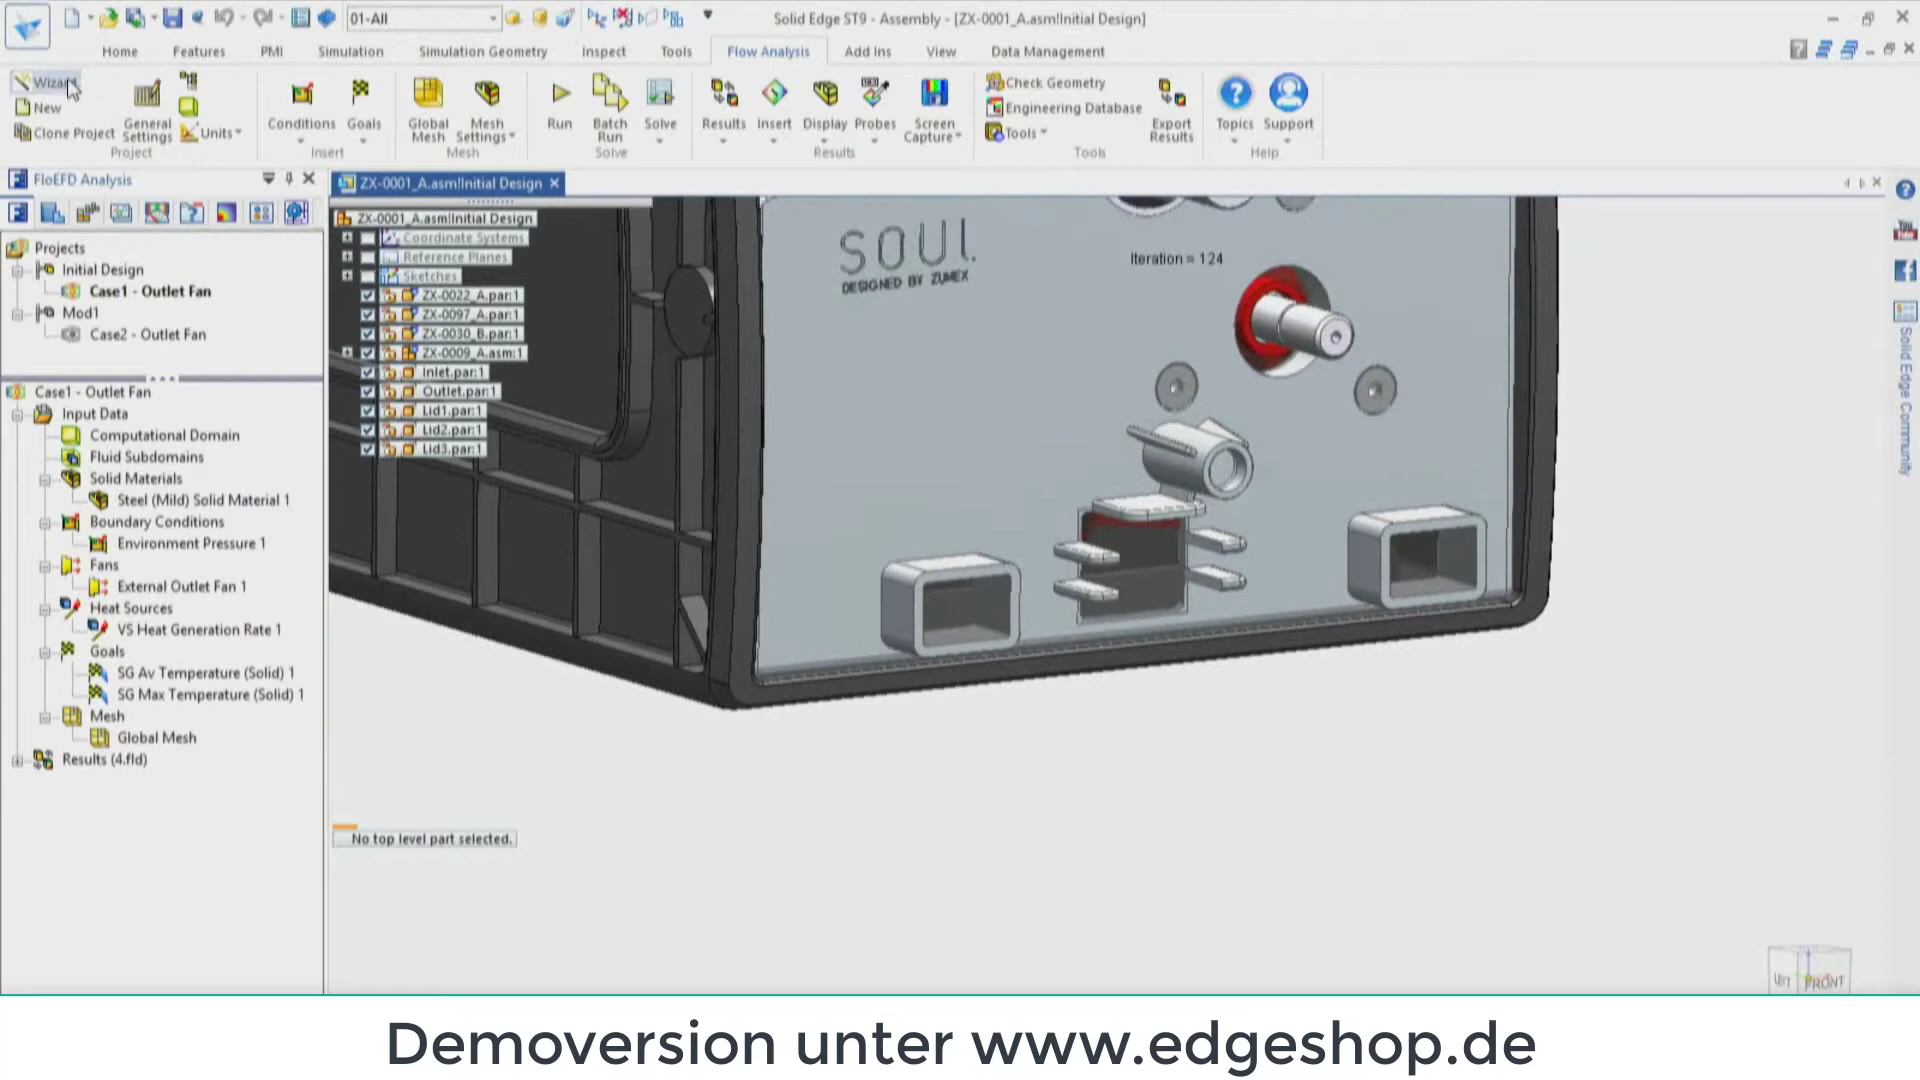 01-All
Solid Edge ST9 - Assembly - [ZX-0001_A.asm!Initial Design]
Home Features PMI Simulation Simulation Geometry Inspect Tools Flow Analysis Add Ins View Data Management
Wizard
New
Clone Project
General Settings
Units
Project
Conditions
Goals
Insert
Global Mesh
Mesh Settings
Mesh
Run
Batch Run
Solve
Solve
Results
Insert
Display
Probes
Screen Capture
Results
Check Geometry
Engineering Database
Tools
Export Results
Tools
Topics
Support
Help
FloEFD Analysis
ZX-0001_A.asm!Initial Design
Projects
Initial Design
Case1 - Outlet Fan
Mod1
Case2 - Outlet Fan
Case1 - Outlet Fan
Input Data
Computational Domain
Fluid Subdomains
Solid Materials
Steel (Mild) Solid Material 1
Boundary Conditions
Environment Pressure 1
Fans
External Outlet Fan 1
Heat Sources
VS Heat Generation Rate 1
Goals
SG Av Temperature (Solid) 1
SG Max Temperature (Solid) 1
Mesh
Global Mesh
Results (4.fld)
ZX-0001_A.asm!Initial Design
Coordinate Systems
Reference Planes
Sketches
ZX-0022_A.par:1
ZX-0097_A.par:1
ZX-0030_B.par:1
ZX-0009_A.asm:1
Inlet.par:1
Outlet.par:1
Lid1.par:1
Lid2.par:1
Lid3.par:1
No top level part selected.
SOUL.
DESIGNED BY ZUMEX
Iteration = 124
You Tube
Solid Edge Community
FRONT
Demoversion unter www.edgeshop.de